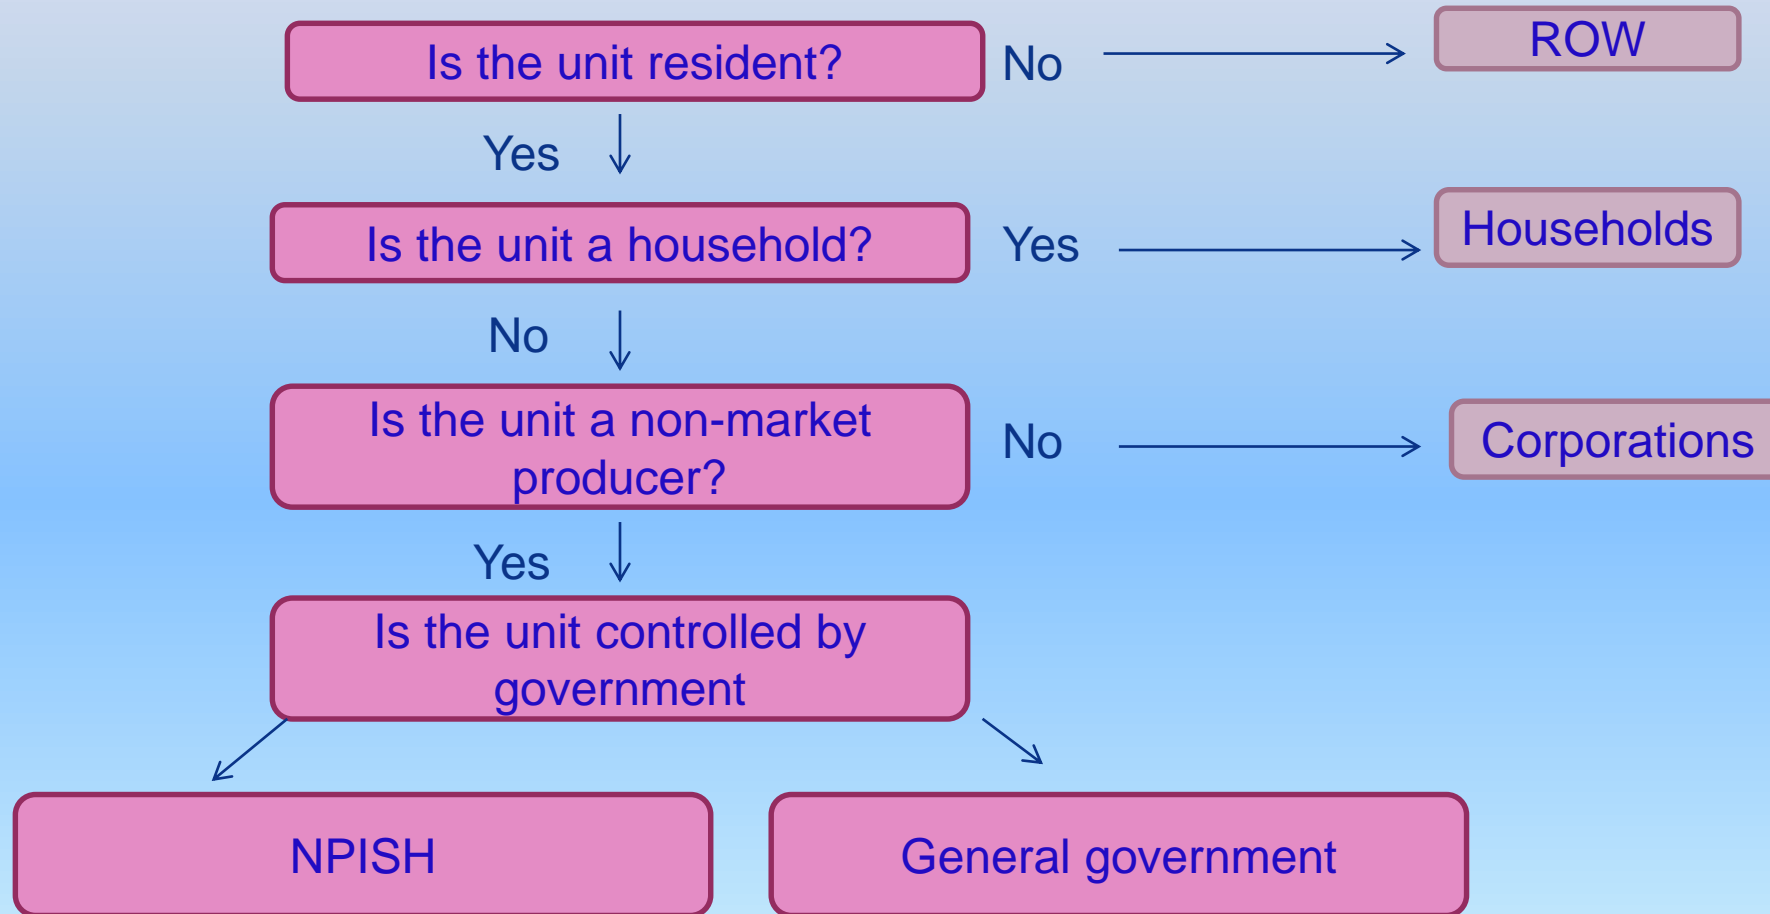 Is the unit resident?
No
ROW
Yes
Is the unit a household?
Yes
Households
No
Is the unit a non-market
producer?
No
Corporations
Yes
Is the unit controlled by
government
NPISH
General government